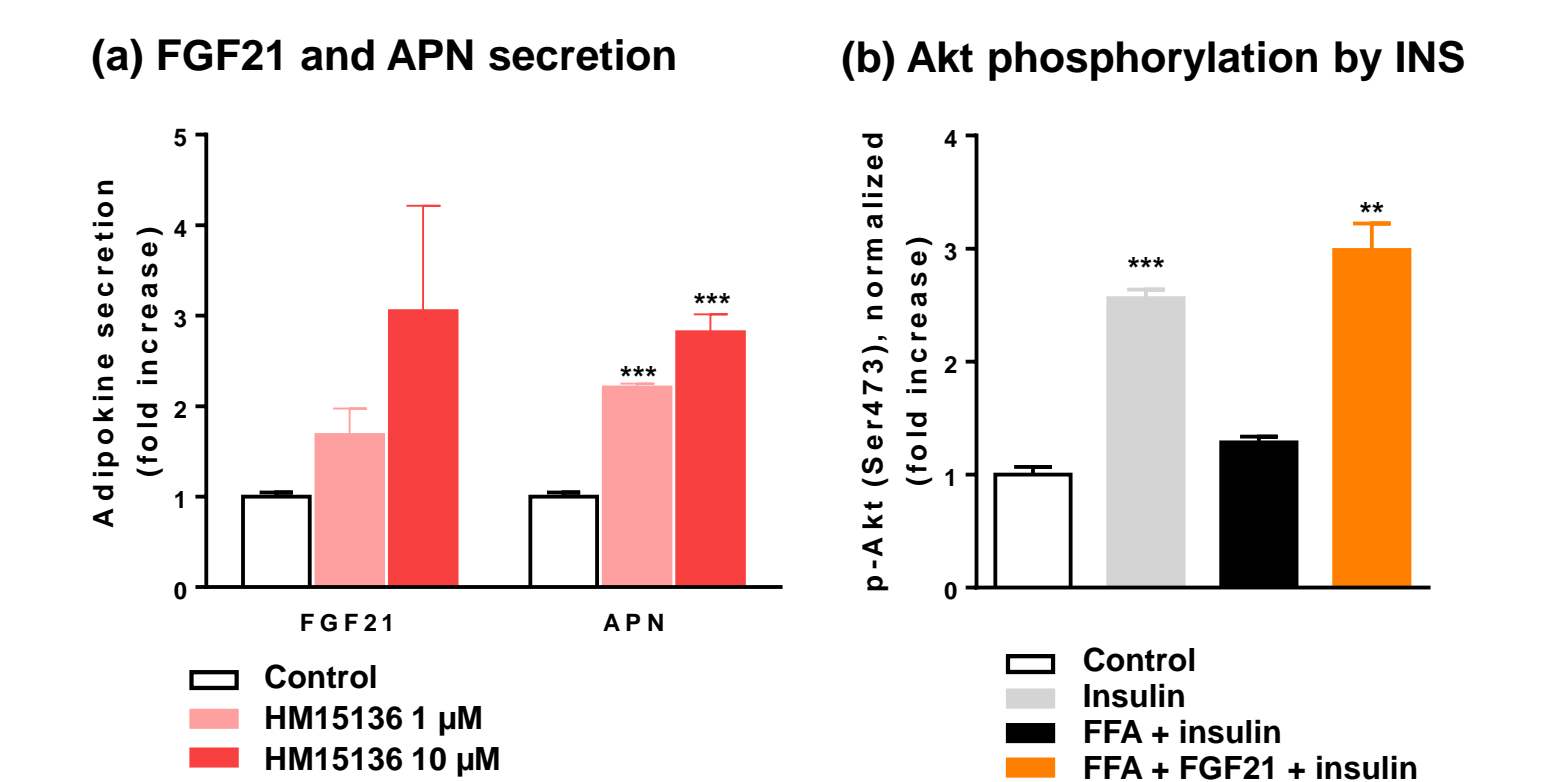 (a) FGF21 and APN secretion
Adipokine secretion
(fold increase)
5
4
3
2
1
0
***
***
FGF21
APN
Control
HM15136 1 µM
HM15136 10 µM
(b) Akt phosphorylation by INS
p-Akt (Ser473), normalized
(fold increase)
4
3
2
1
0
***
**
Control
Insulin
FFA + insulin
FFA + FGF21 + insulin